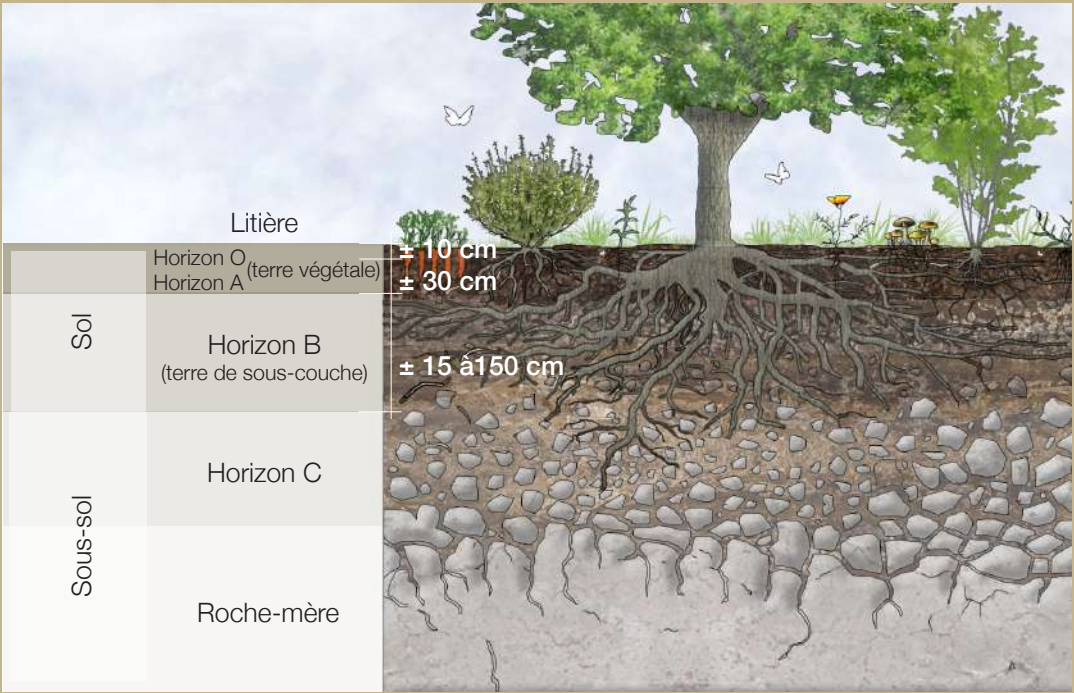 Litière
Horizon O
Horizon A
(terre végétale)
± 10 cm
± 30 cm
Sol
Horizon B
(terre de sous-couche)
± 15 á150 cm
Horizon C
Sous-sol
Roche-mère